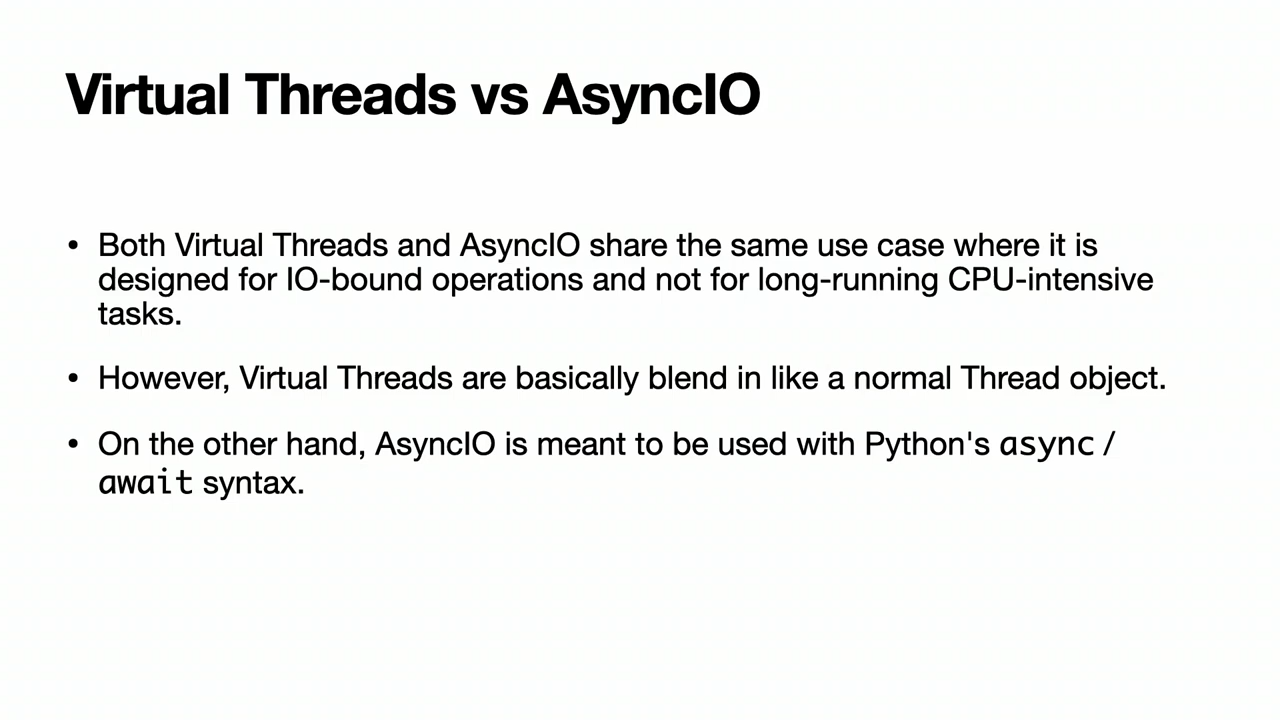 Virtual Threads vs AsyncIO
• Both Virtual Threads and AsyncIO share the same use case where it is
designed for IO-bound operations and not for long-running CPU-intensive
tasks.
• However, Virtual Threads are basically blend in like a normal Thread object.
• On the other hand, AsyncIO is meant to be used with Python's async /
await syntax.